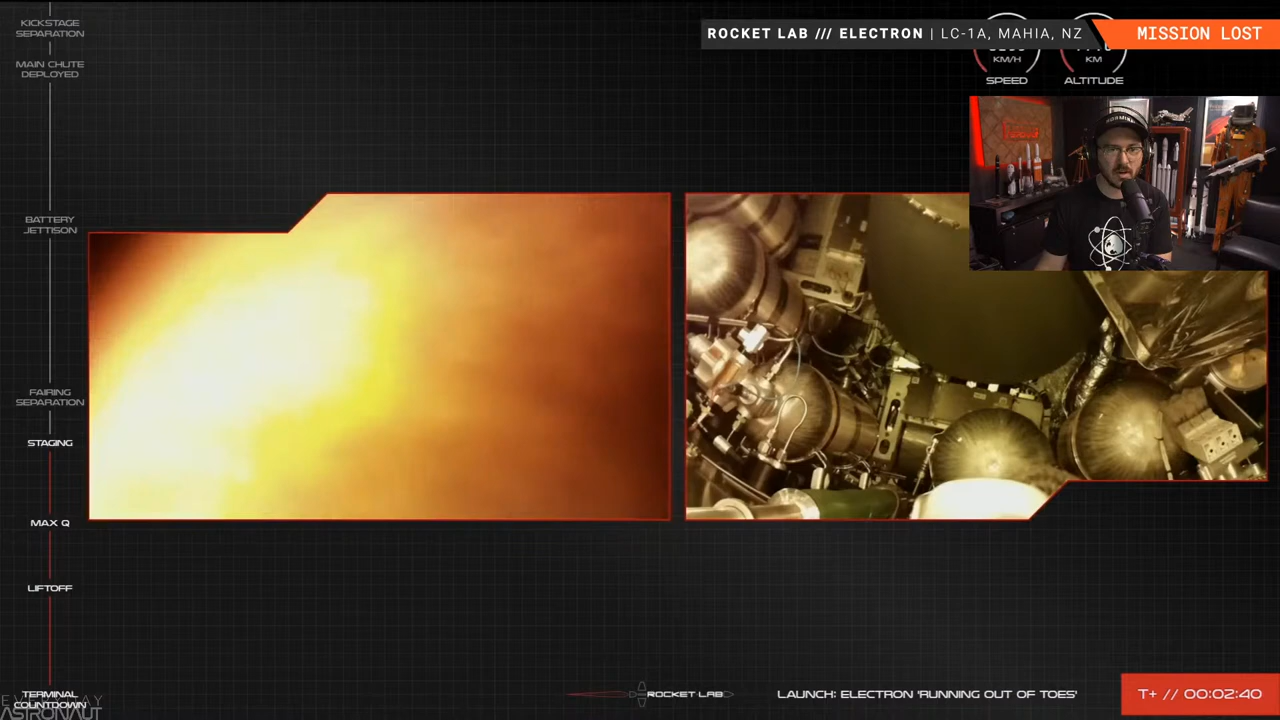 KICKSTAGE
SEPARATION
MAIN CHUTE
DEPLOYED
BATTERY
JETTISON
FAIRING
SEPARATION
STAGING
MAX Q
LIFTOFF
TERMINAL
COUNTDOWN
ROCKET LAB /// ELECTRON | LC-1A, MAHIA, NZ
MISSION LOST
KM/H
SPEED
KM
ALTITUDE
ROCKET LAB
LAUNCH: ELECTRON 'RUNNING OUT OF TOES'
T+ // 00:02:40
ASTRONAUT